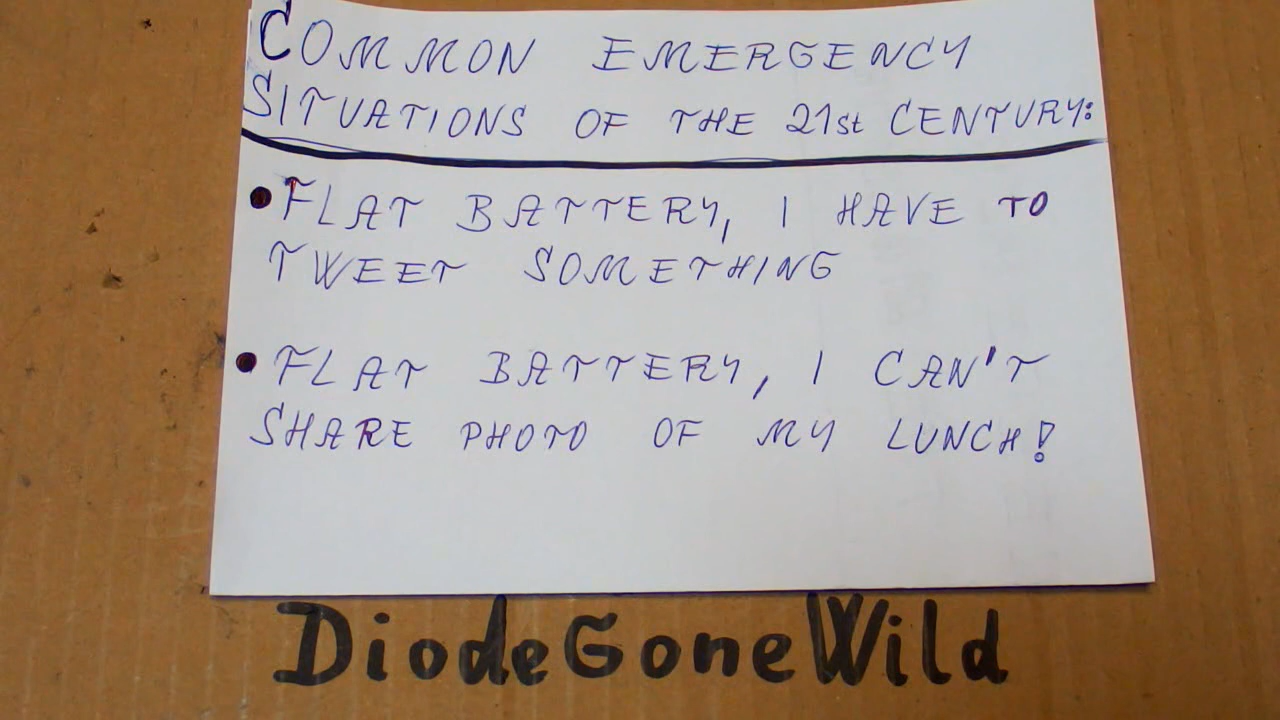 COMMON EMERGENCY
SITUATIONS OF THE 21st CENTURY:
• FLAT BATTERY, I HAVE TO
TWEET SOMETHING
• FLAT BATTERY, I CAN'T
SHARE PHOTO OF MY LUNCH!
DiodeGoneWild